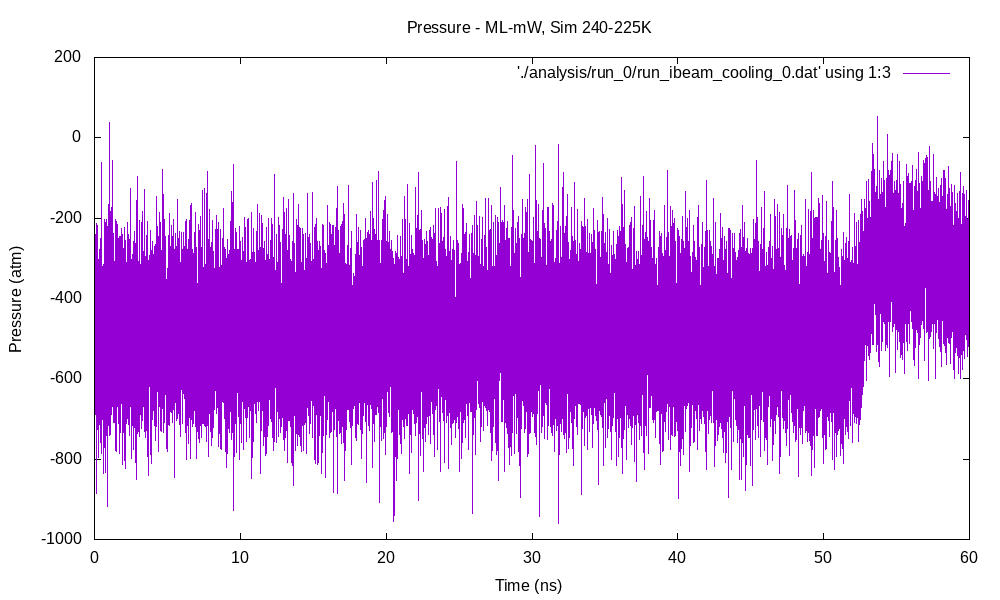 Pressure - ML-mW, Sim 240-225K
'./analysis/run_0/run_ibeam_cooling_0.dat' using 1:3
Pressure (atm)
200
0
-200
-400
-600
-800
-1000
0 10 20 30 40 50 60
Time (ns)